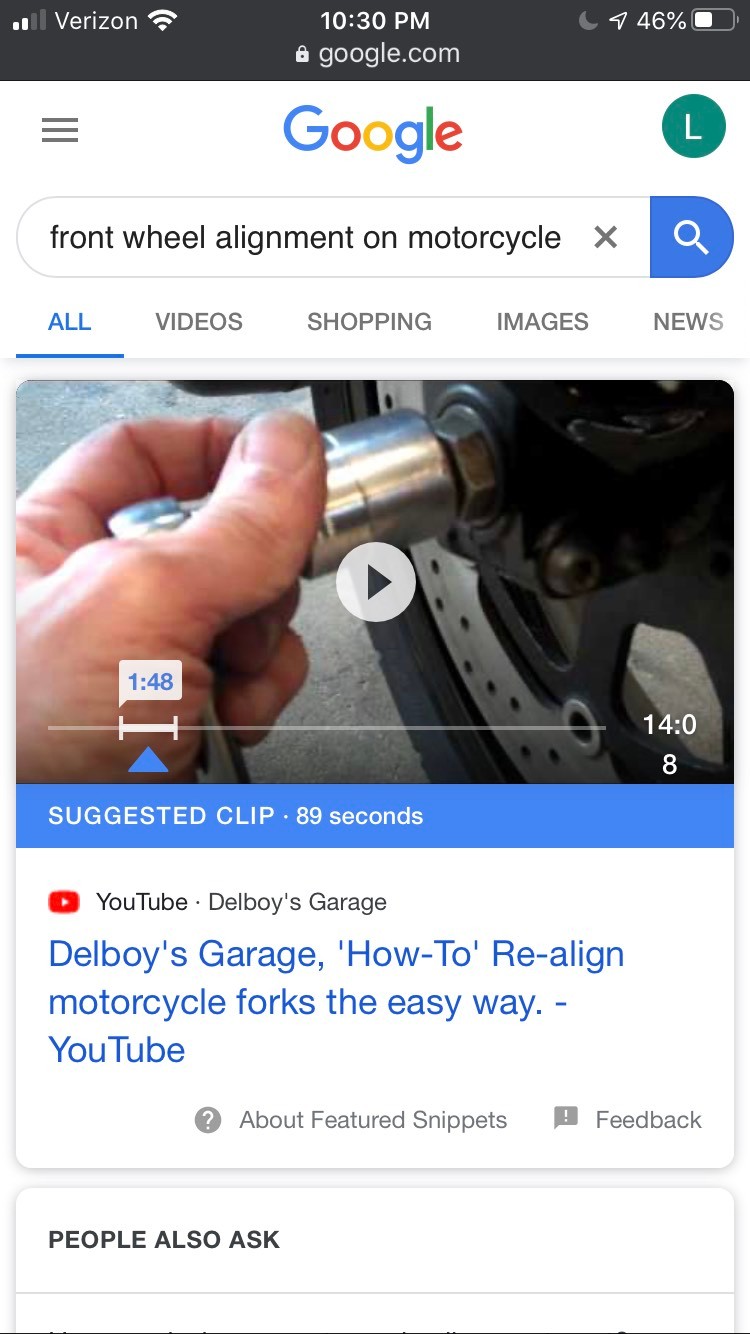 Verizon 10:30 PM 46%
google.com
Google L
front wheel alignment on motorcycle
ALL VIDEOS SHOPPING IMAGES NEWS
1:48
14:0
8
SUGGESTED CLIP · 89 seconds
YouTube · Delboy's Garage
Delboy's Garage, 'How-To' Re-align
motorcycle forks the easy way. -
YouTube
About Featured Snippets Feedback
PEOPLE ALSO ASK